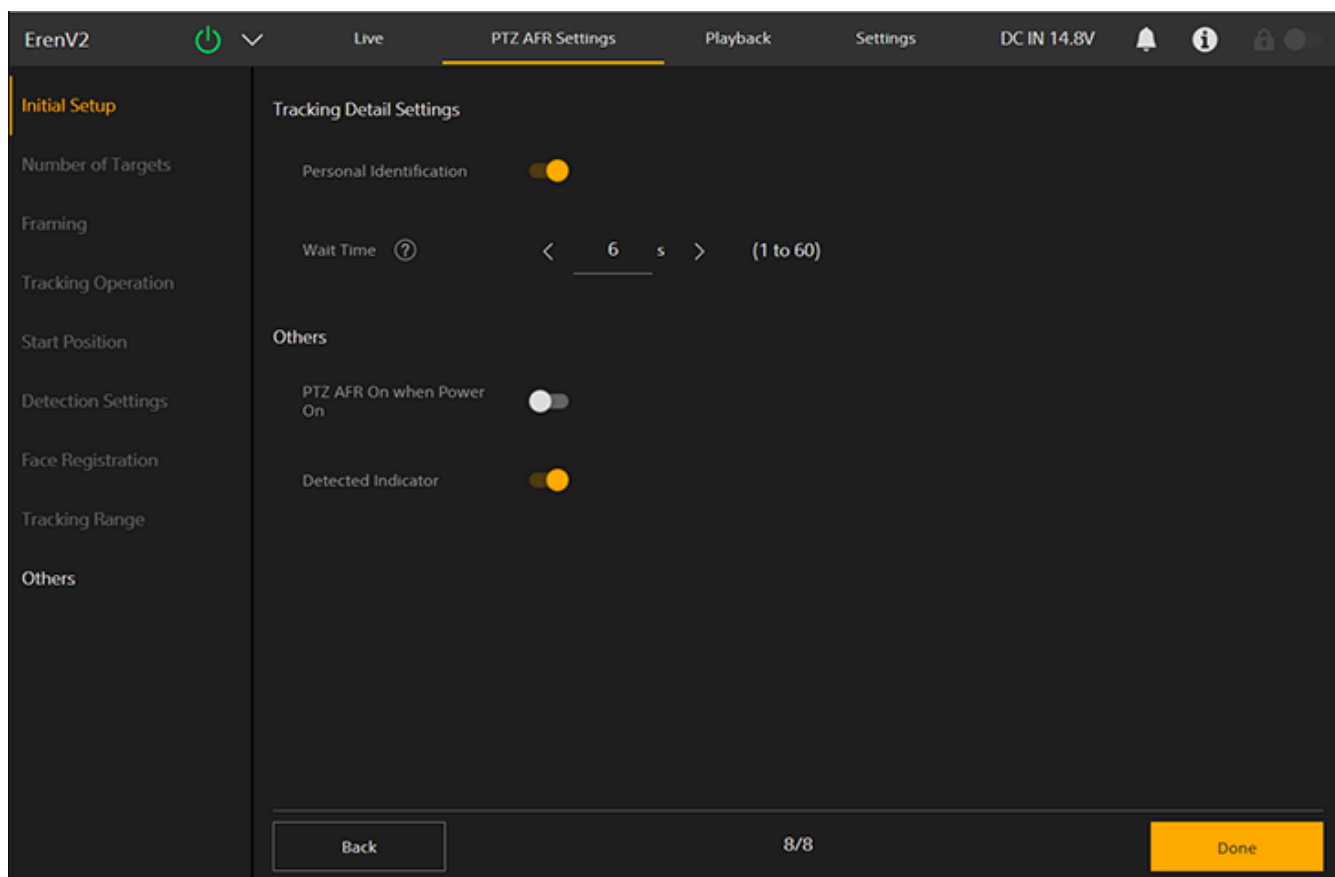 ErenV2
Live
PTZ AFR Settings
Playback
Settings
DC IN 14.8V
Initial Setup
Number of Targets
Framing
Tracking Operation
Start Position
Detection Settings
Face Registration
Tracking Range
Others
Tracking Detail Settings
Personal Identification
Wait Time ?
< 6 s > (1 to 60)
Others
PTZ AFR On when Power
On
Detected Indicator
Back
8/8
Done